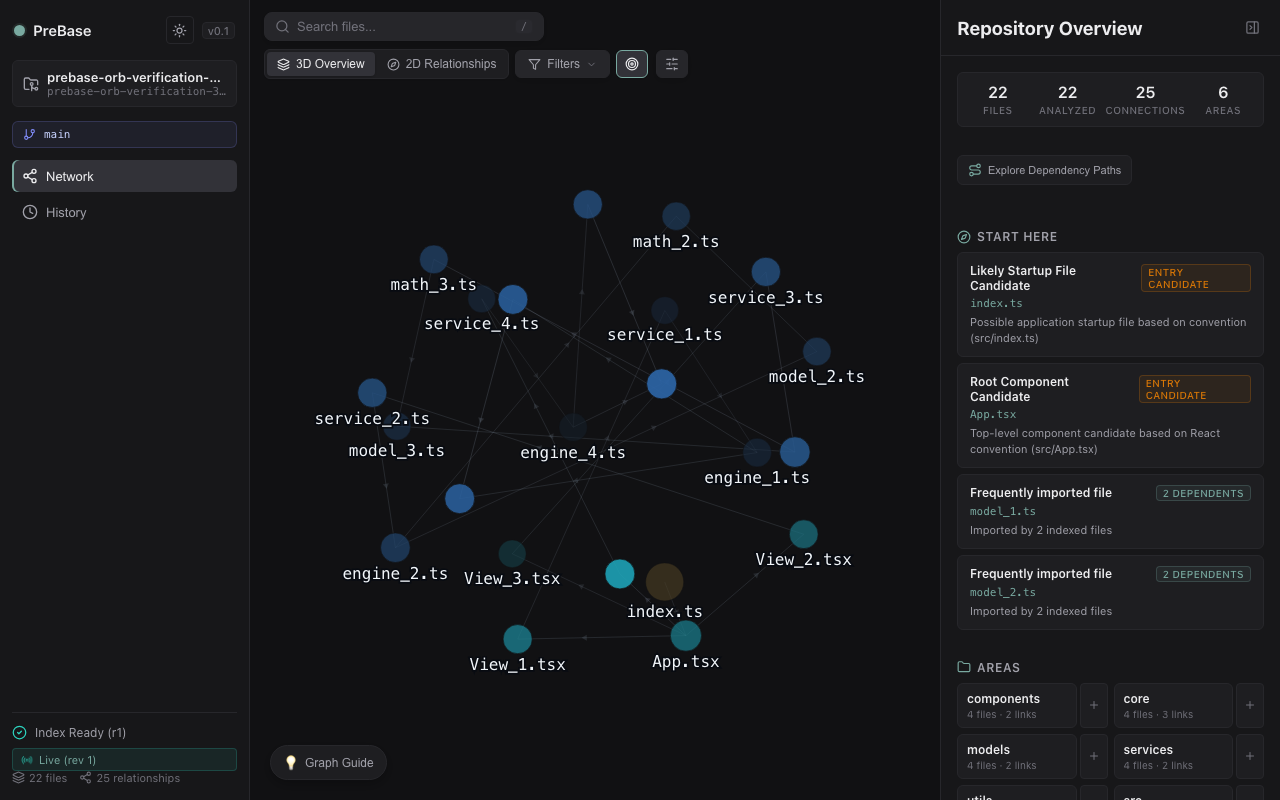 PreBase
v0.1
prebase-orb-verification-...
prebase-orb-verification-3...
main
Network
History
Index Ready (r1)
Live (rev 1)
22 files
25 relationships
Search files...
/
3D Overview
2D Relationships
Filters
math_2.ts
math_3.ts
service_3.ts
service_4.ts
service_1.ts
model_2.ts
service_2.ts
model_3.ts
engine_4.ts
engine_1.ts
View_2.tsx
engine_2.ts
View_3.tsx
index.ts
View_1.tsx
App.tsx
Graph Guide
Repository Overview
22
22
25
6
FILES
ANALYZED
CONNECTIONS
AREAS
Explore Dependency Paths
START HERE
Likely Startup File
Candidate
ENTRY
CANDIDATE
index.ts
Possible application startup file based on convention
(src/index.ts)
Root Component
Candidate
ENTRY
CANDIDATE
App.tsx
Top-level component candidate based on React
convention (src/App.tsx)
Frequently imported file
2 DEPENDENTS
model_1.ts
Imported by 2 indexed files
Frequently imported file
2 DEPENDENTS
model_2.ts
Imported by 2 indexed files
AREAS
components
4 files · 2 links
+
core
4 files · 3 links
+
models
4 files · 2 links
+
services
4 files · 2 links
+